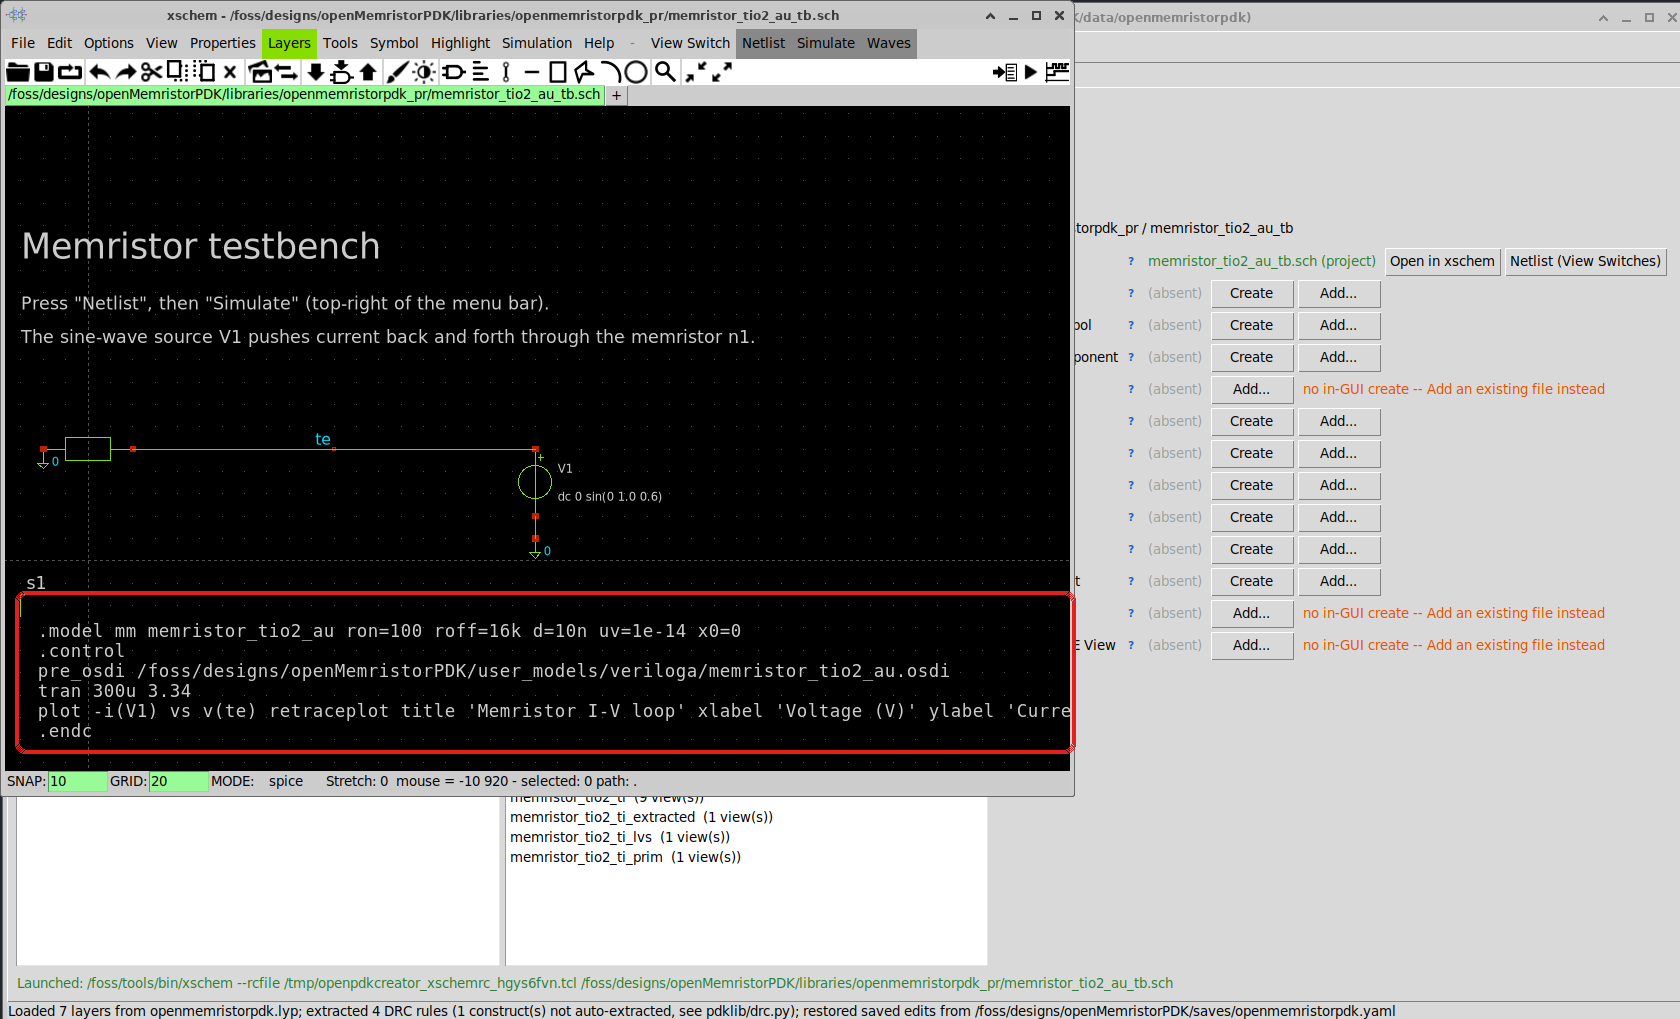 xschem - /foss/designs/openMemristorPDK/libraries/openmemristorpdk_pr/memristor_tio2_au_tb.sch
/data/openmemristorpdk)
File Edit Options View Properties Layers Tools Symbol Highlight Simulation Help - View Switch Netlist Simulate Waves
/foss/designs/openMemristorPDK/libraries/openmemristorpdk_pr/memristor_tio2_au_tb.sch +
Memristor testbench
Press "Netlist", then "Simulate" (top-right of the menu bar).
The sine-wave source V1 pushes current back and forth through the memristor n1.
te
0
+
V1
dc 0 sin(0 1.0 0.6)
0
s1
.model mm memristor_tio2_au ron=100 roff=16k d=10n uv=1e-14 x0=0
.control
pre_osdi /foss/designs/openMemristorPDK/user_models/veriloga/memristor_tio2_au.osdi
tran 300u 3.34
plot -i(V1) vs v(te) retraceplot title 'Memristor I-V loop' xlabel 'Voltage (V)' ylabel 'Curre
.endc
SNAP: 10 GRID: 20 MODE: spice Stretch: 0 mouse = -10 920 - selected: 0 path: .
torpdk_pr / memristor_tio2_au_tb
? memristor_tio2_au_tb.sch (project) Open in xschem Netlist (View Switches)
? (absent) Create Add...
bol ? (absent) Create Add...
ponent ? (absent) Create Add...
? (absent) Add... no in-GUI create -- Add an existing file instead
? (absent) Create Add...
? (absent) Create Add...
? (absent) Create Add...
? (absent) Create Add...
? (absent) Create Add...
t ? (absent) Create Add...
? (absent) Add... no in-GUI create -- Add an existing file instead
E View ? (absent) Add... no in-GUI create -- Add an existing file instead
memristor_tio2_ti (9 view(s))
memristor_tio2_ti_extracted (1 view(s))
memristor_tio2_ti_lvs (1 view(s))
memristor_tio2_ti_prim (1 view(s))
Launched: /foss/tools/bin/xschem --rcfile /tmp/openpdkcreator_xschemrc_hgys6fvn.tcl /foss/designs/openMemristorPDK/libraries/openmemristorpdk_pr/memristor_tio2_au_tb.sch
Loaded 7 layers from openmemristorpdk.lyp; extracted 4 DRC rules (1 construct(s) not auto-extracted, see pdklib/drc.py); restored saved edits from /foss/designs/openMemristorPDK/saves/openmemristorpdk.yaml